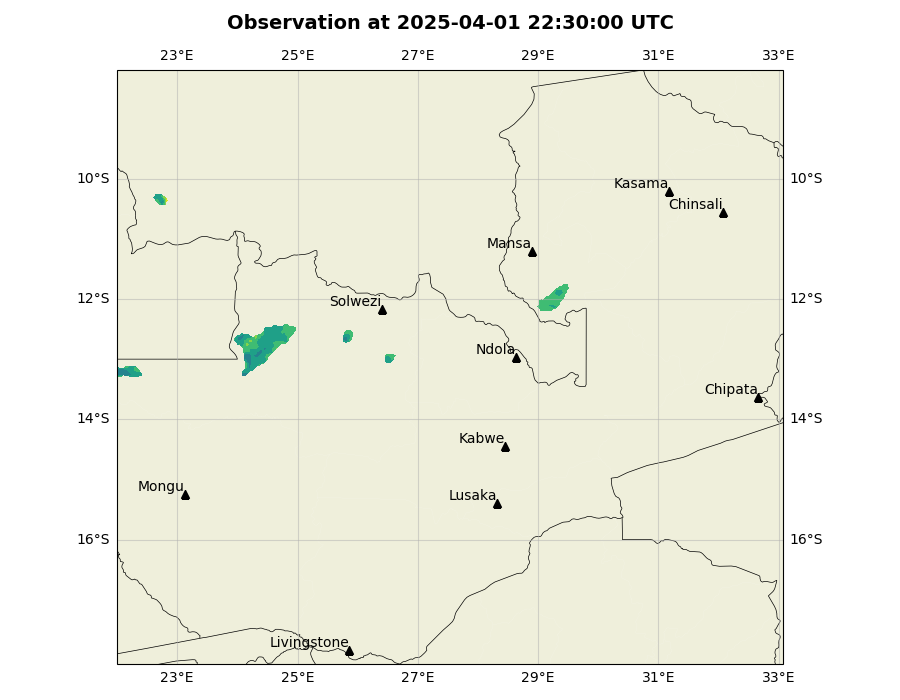 Observation at 2025-04-01 22:30:00 UTC
23°E 25°E 27°E 29°E 31°E 33°E
10°S 10°S
Kasama
Chinsali
Mansa
12°S 12°S
Solwezi
Ndola
Chipata
14°S 14°S
Kabwe
Mongu
Lusaka
16°S 16°S
Livingstone
23°E 25°E 27°E 29°E 31°E 33°E